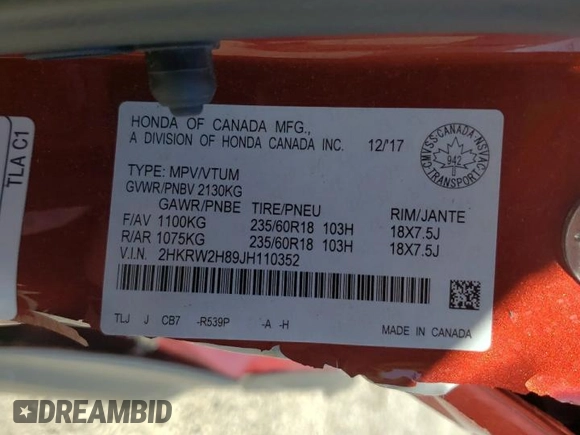 HONDA OF CANADA MFG.,
A DIVISION OF HONDA CANADA INC. 12/17
TYPE: MPV/VTUM
GVWR/PNBV 2130KG
GAWR/PNBE TIRE/PNEU RIM/JANTE
F/AV 1100KG 235/60R18 103H 18X7.5J
R/AR 1075KG 235/60R18 103H 18X7.5J
V.I.N. 2HKRW2H89JH110352
TLJ J CB7 -R539P -A -H
MADE IN CANADA
CMVSS-CANADA-NSVAC
942
TRANSPORT
TLA C1
DREAMBID